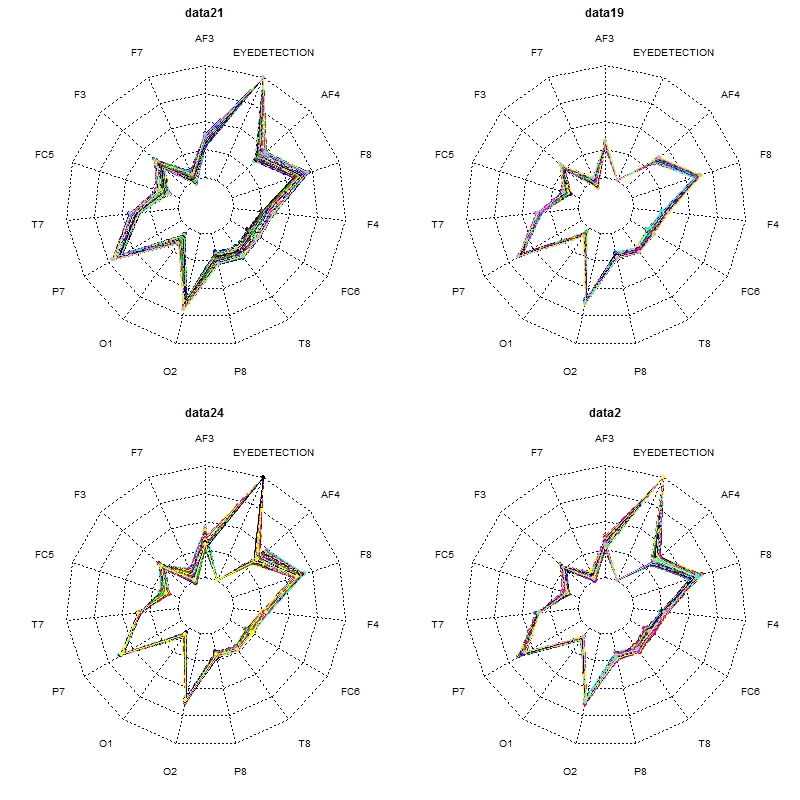 data21
AF3
F7
EYEDETECTION
F3
AF4
FC5
F8
T7
F4
P7
FC6
O1
T8
O2
P8
data19
AF3
F7
EYEDETECTION
F3
AF4
FC5
F8
T7
F4
P7
FC6
O1
T8
O2
P8
data24
AF3
F7
EYEDETECTION
F3
AF4
FC5
F8
T7
F4
P7
FC6
O1
T8
O2
P8
data2
AF3
F7
EYEDETECTION
F3
AF4
FC5
F8
T7
F4
P7
FC6
O1
T8
O2
P8